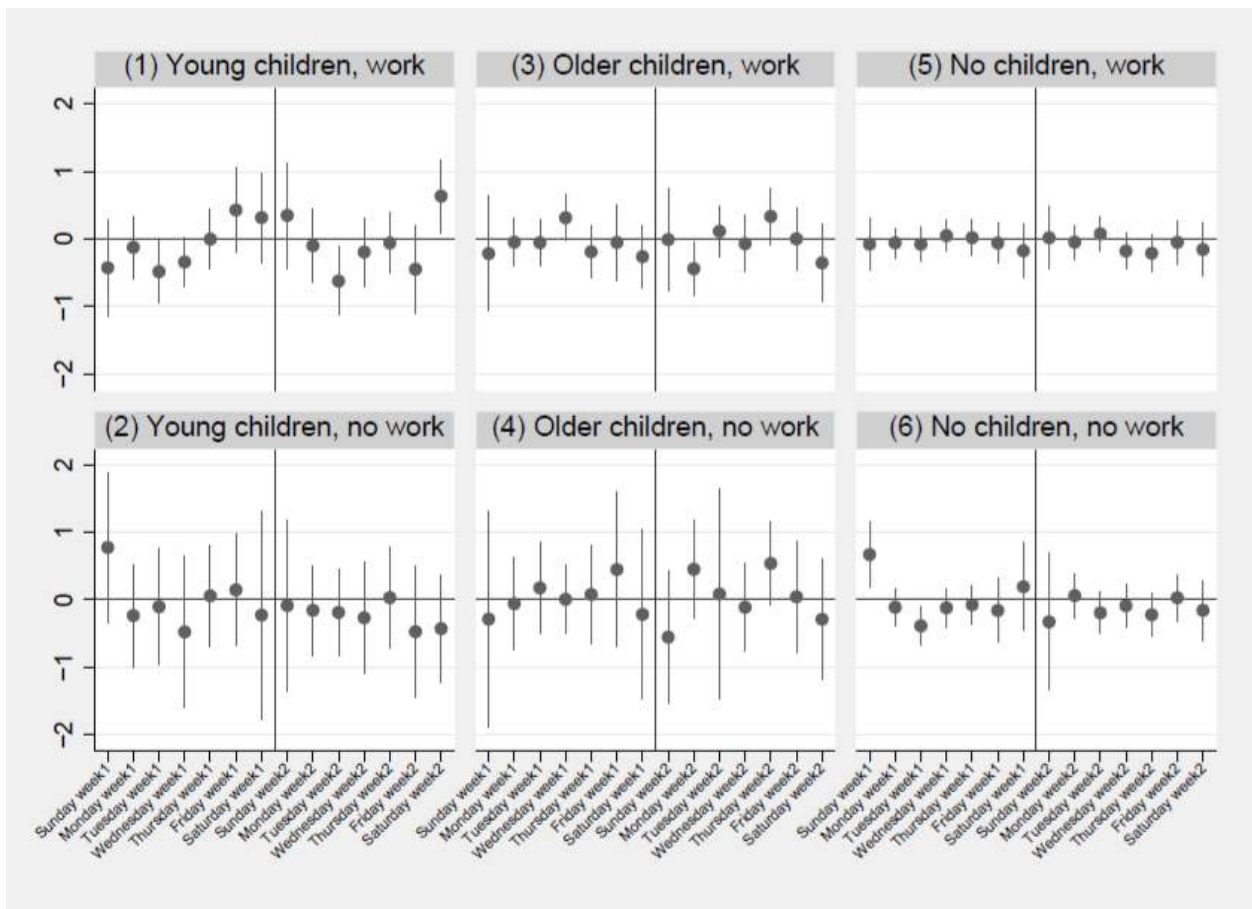 (1) Young children, work
(3) Older children, work
(5) No children, work
2
1
0
−1
−2
(2) Young children, no work
(4) Older children, no work
(6) No children, no work
2
1
0
−1
−2
Sunday week1
Monday week1
Tuesday week1
Wednesday week1
Thursday week1
Friday week1
Saturday week1
Sunday week2
Monday week2
Tuesday week2
Wednesday week2
Thursday week2
Friday week2
Saturday week2
Sunday week1
Monday week1
Tuesday week1
Wednesday week1
Thursday week1
Friday week1
Saturday week1
Sunday week2
Monday week2
Tuesday week2
Wednesday week2
Thursday week2
Friday week2
Saturday week2
Sunday week1
Monday week1
Tuesday week1
Wednesday week1
Thursday week1
Friday week1
Saturday week1
Sunday week2
Monday week2
Tuesday week2
Wednesday week2
Thursday week2
Friday week2
Saturday week2